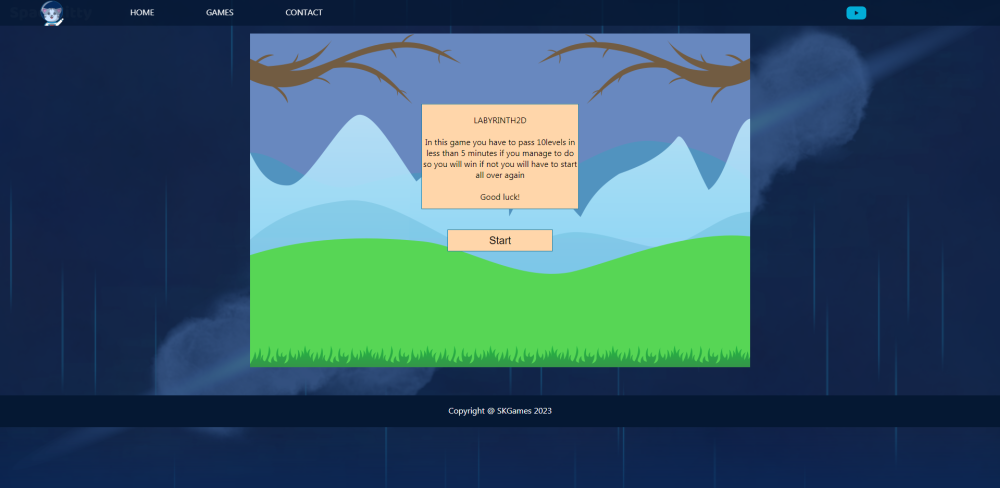 HOME
GAMES
CONTACT
LABYRINTH2D
In this game you have to pass 10levels in
less than 5 minutes if you manage to do
so you will win if not you will have to start
all over again
Good luck!
Start
Copyright @ SKGames 2023